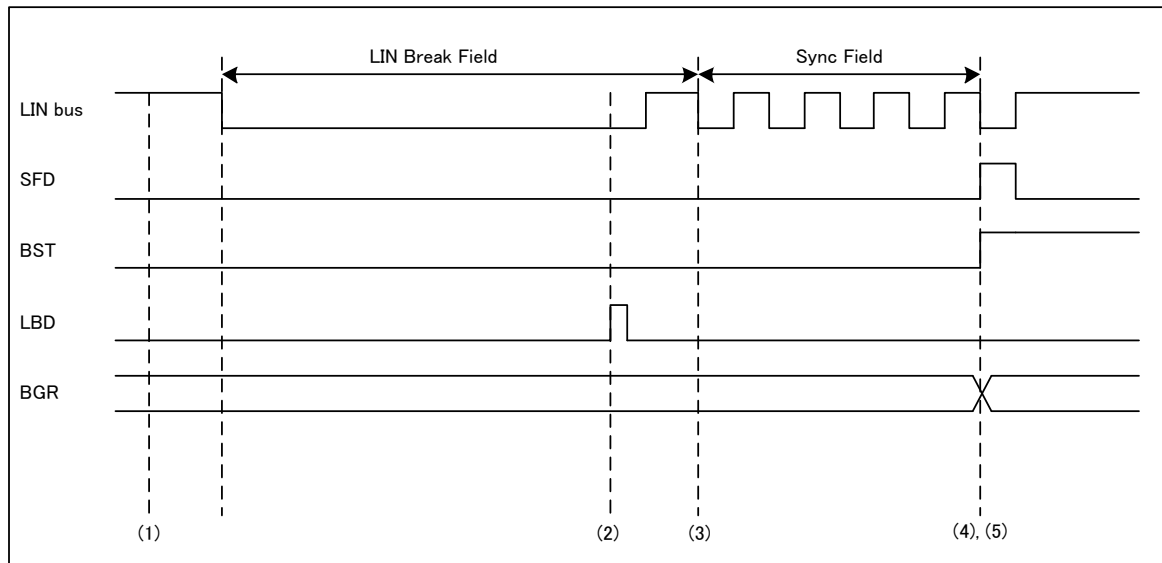 LIN Break Field
Sync Field
LIN bus
SFD
BST
LBD
BGR
(1)
(2)
(3)
(4), (5)